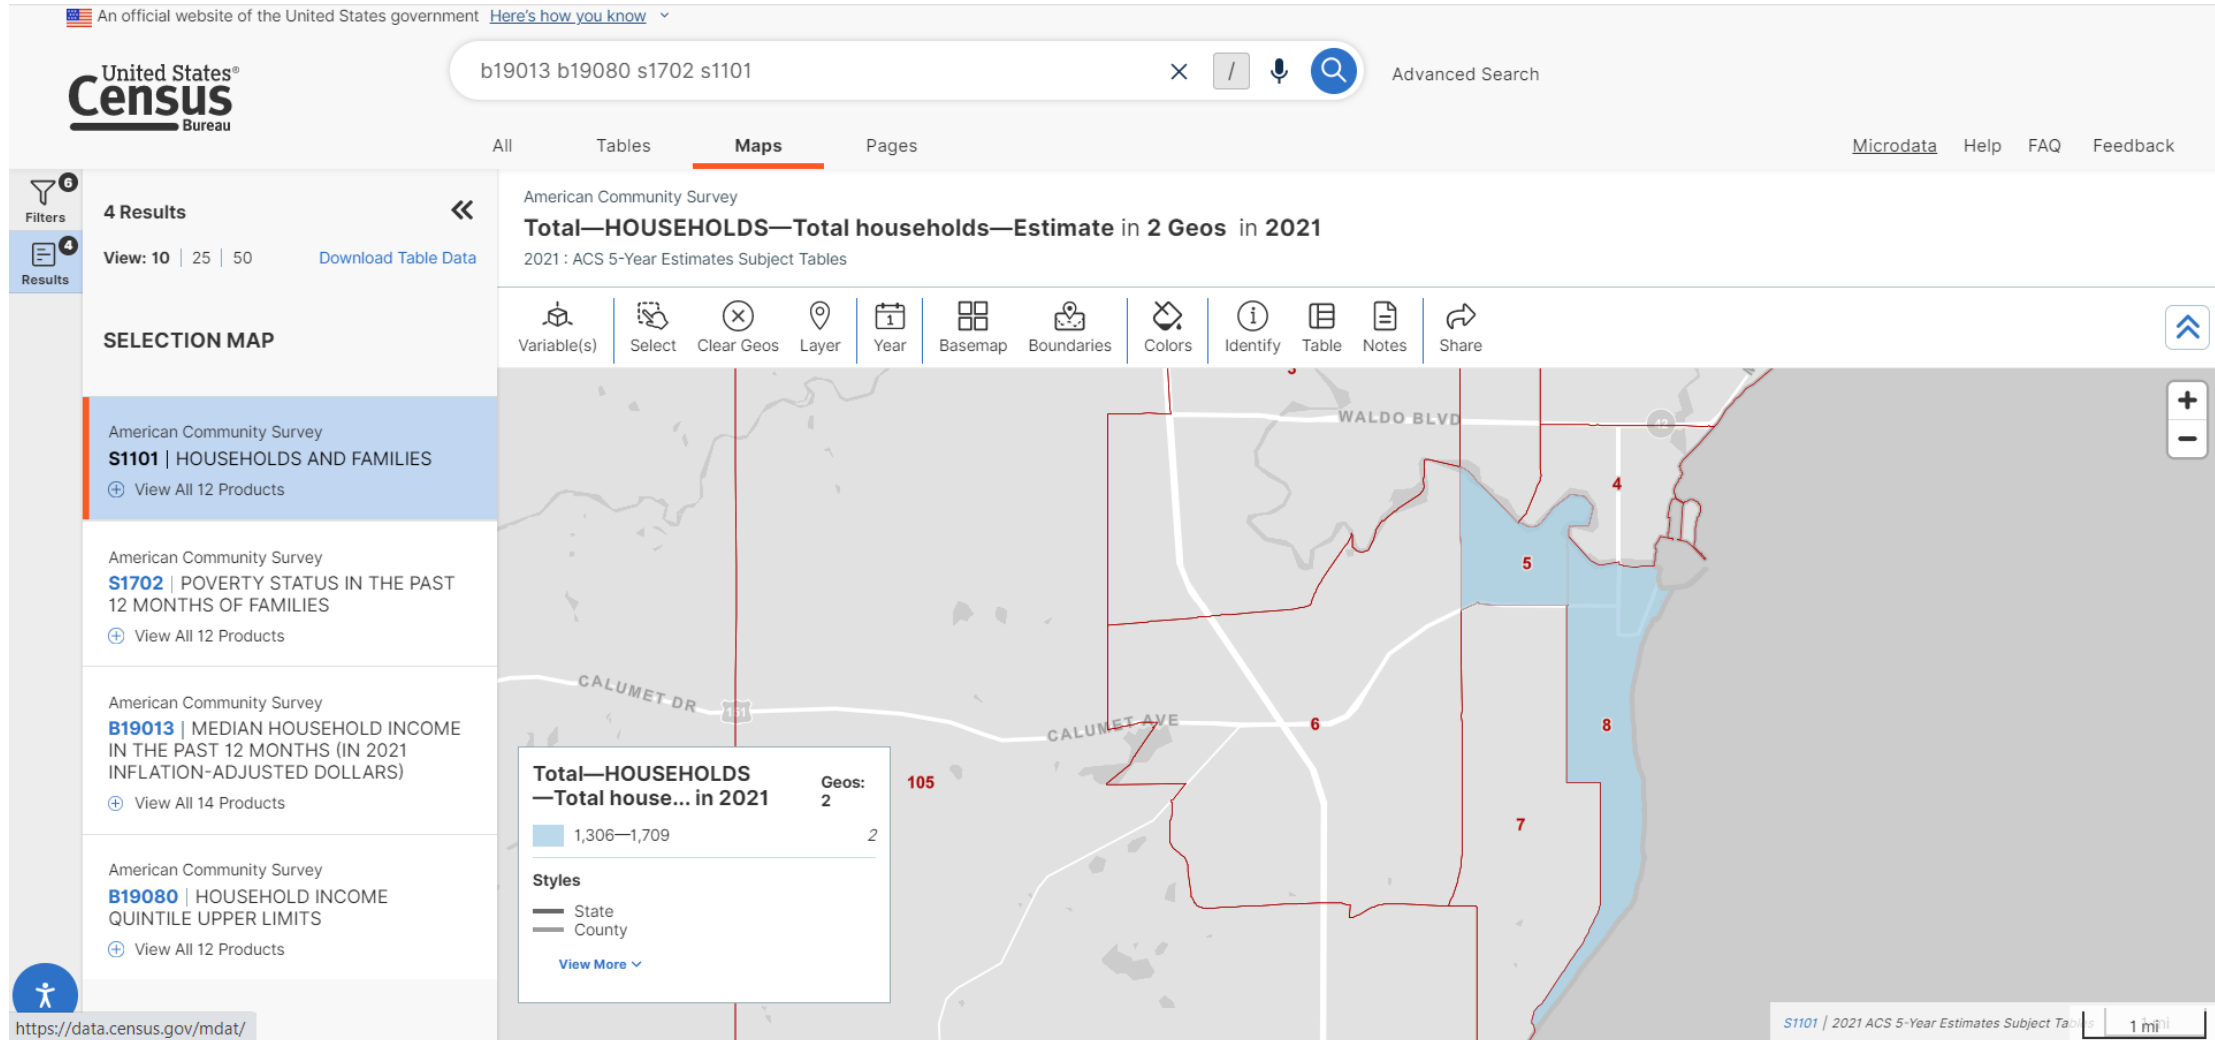 An official website of the United States government Here's how you know
United States®
Census
Bureau
b19013 b19080 s1702 s1101
/
Advanced Search
All
Tables
Maps
Pages
Microdata
Help
FAQ
Feedback
6
Filters
4
Results
4 Results
View: 10 | 25 | 50
Download Table Data
SELECTION MAP
American Community Survey
S1101 | HOUSEHOLDS AND FAMILIES
View All 12 Products
American Community Survey
S1702 | POVERTY STATUS IN THE PAST
12 MONTHS OF FAMILIES
View All 12 Products
American Community Survey
B19013 | MEDIAN HOUSEHOLD INCOME
IN THE PAST 12 MONTHS (IN 2021
INFLATION-ADJUSTED DOLLARS)
View All 14 Products
American Community Survey
B19080 | HOUSEHOLD INCOME
QUINTILE UPPER LIMITS
View All 12 Products
https://data.census.gov/mdat/
American Community Survey
Total—HOUSEHOLDS—Total households—Estimate in 2 Geos in 2021
2021 : ACS 5-Year Estimates Subject Tables
Variable(s)
Select
Clear Geos
Layer
1
Year
Basemap
Boundaries
Colors
Identify
Table
Notes
Share
WALDO BLVD
42
4
5
CALUMET DR
151
CALUMET AVE
6
8
105
7
Total—HOUSEHOLDS
—Total house... in 2021
Geos:
2
1,306—1,709
2
Styles
State
County
View More
S1101 | 2021 ACS 5-Year Estimates Subject
1 mi